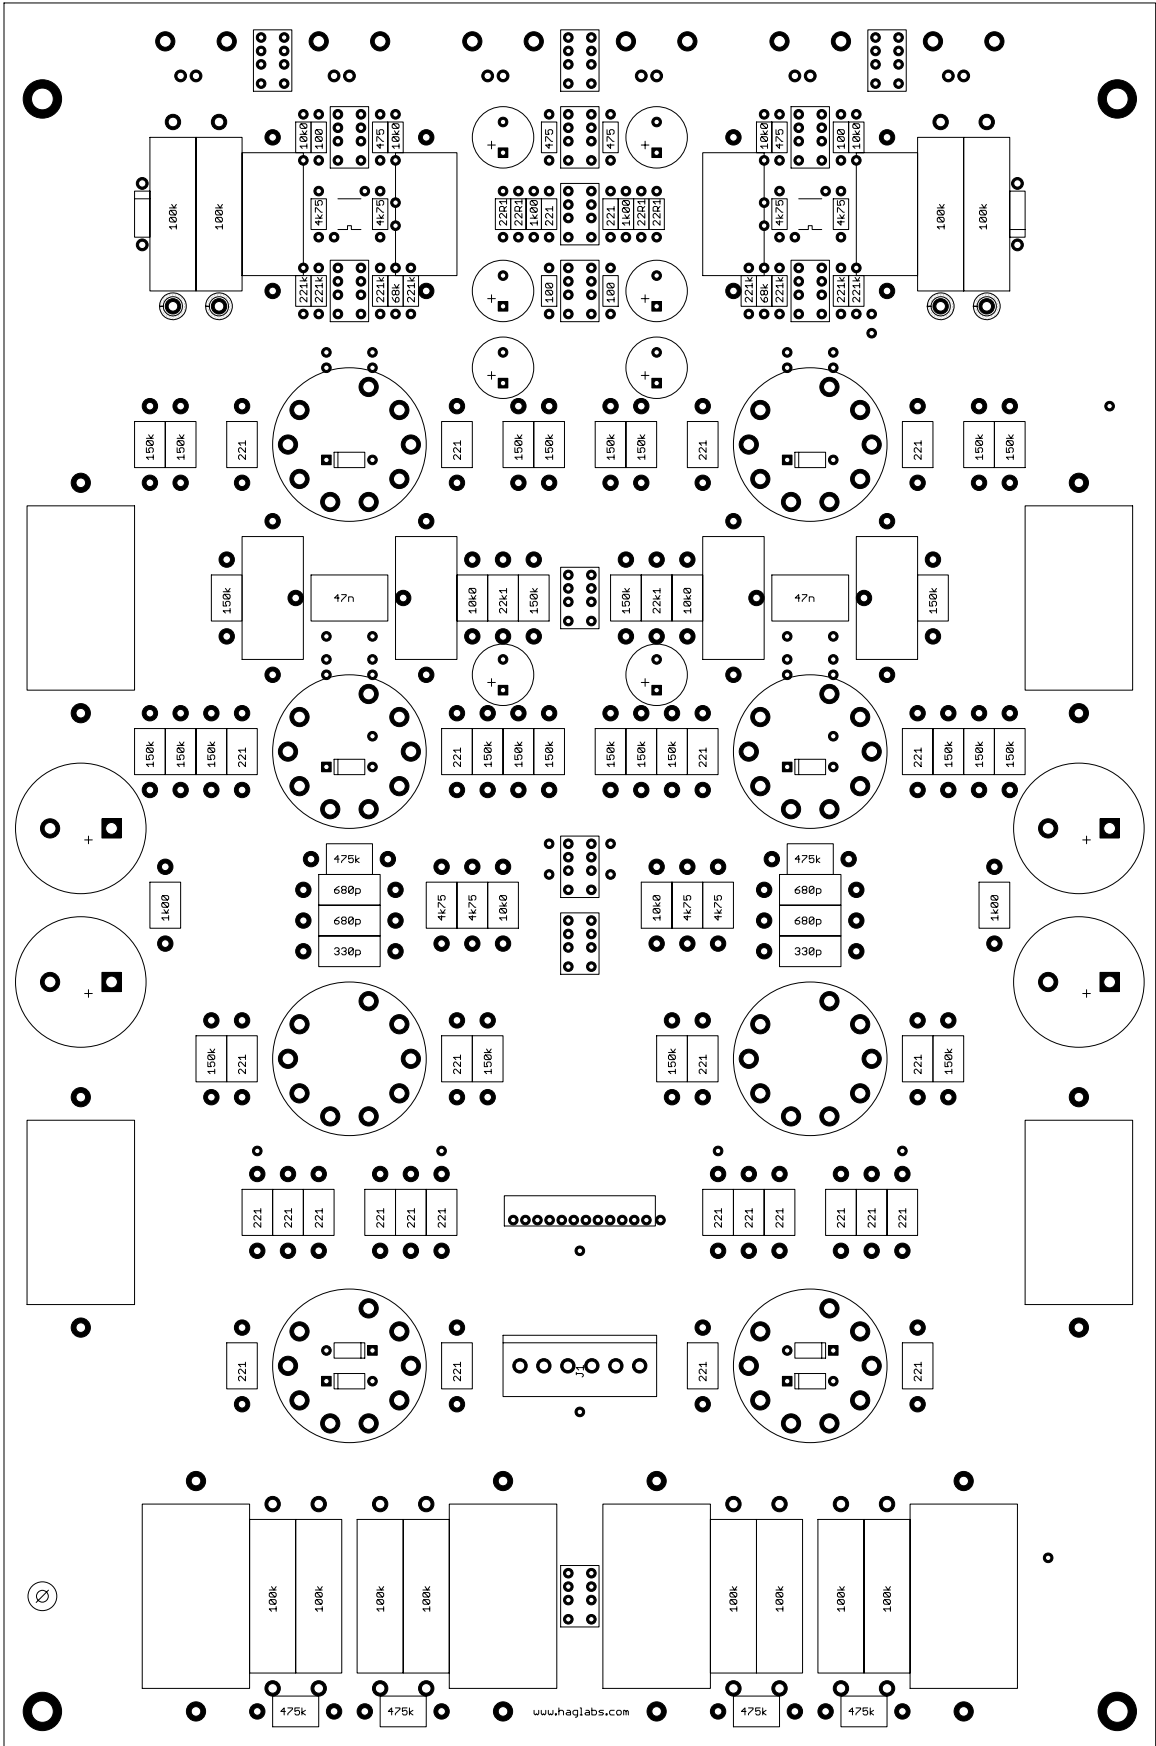 10k0 100 475 10k0 475 475 10k0 475 100 10k0
+ +
100k 100k 4k75 4k75 22R1 22R1 1k00 221 221 1k00 22R1 22R1 4k75 4k75 100k 100k
221k 221k 221k 68k 221k + 100 100 + 221k 68k 221k 221k 221k
+ +
150k 150k 221 221 150k 150k 150k 150k 221 221 150k 150k
150k 47n 10k0 22k1 150k 150k 22k1 10k0 47n 150k
+ +
150k 150k 150k 221 221 150k 150k 150k 150k 150k 150k 221 221 150k 150k 150k
+ +
475k 475k
680p 680p
1k00 4k75 4k75 10k0 10k0 4k75 4k75 1k00
680p 680p
330p 330p
+ +
150k 221 221 150k 150k 221 221 150k
221 221 221 221 221 221 221 221 221 221 221 221
221 221 J1 221 221
100k 100k 100k 100k 100k 100k 100k 100k
475k 475k www.haglabs.com 475k 475k